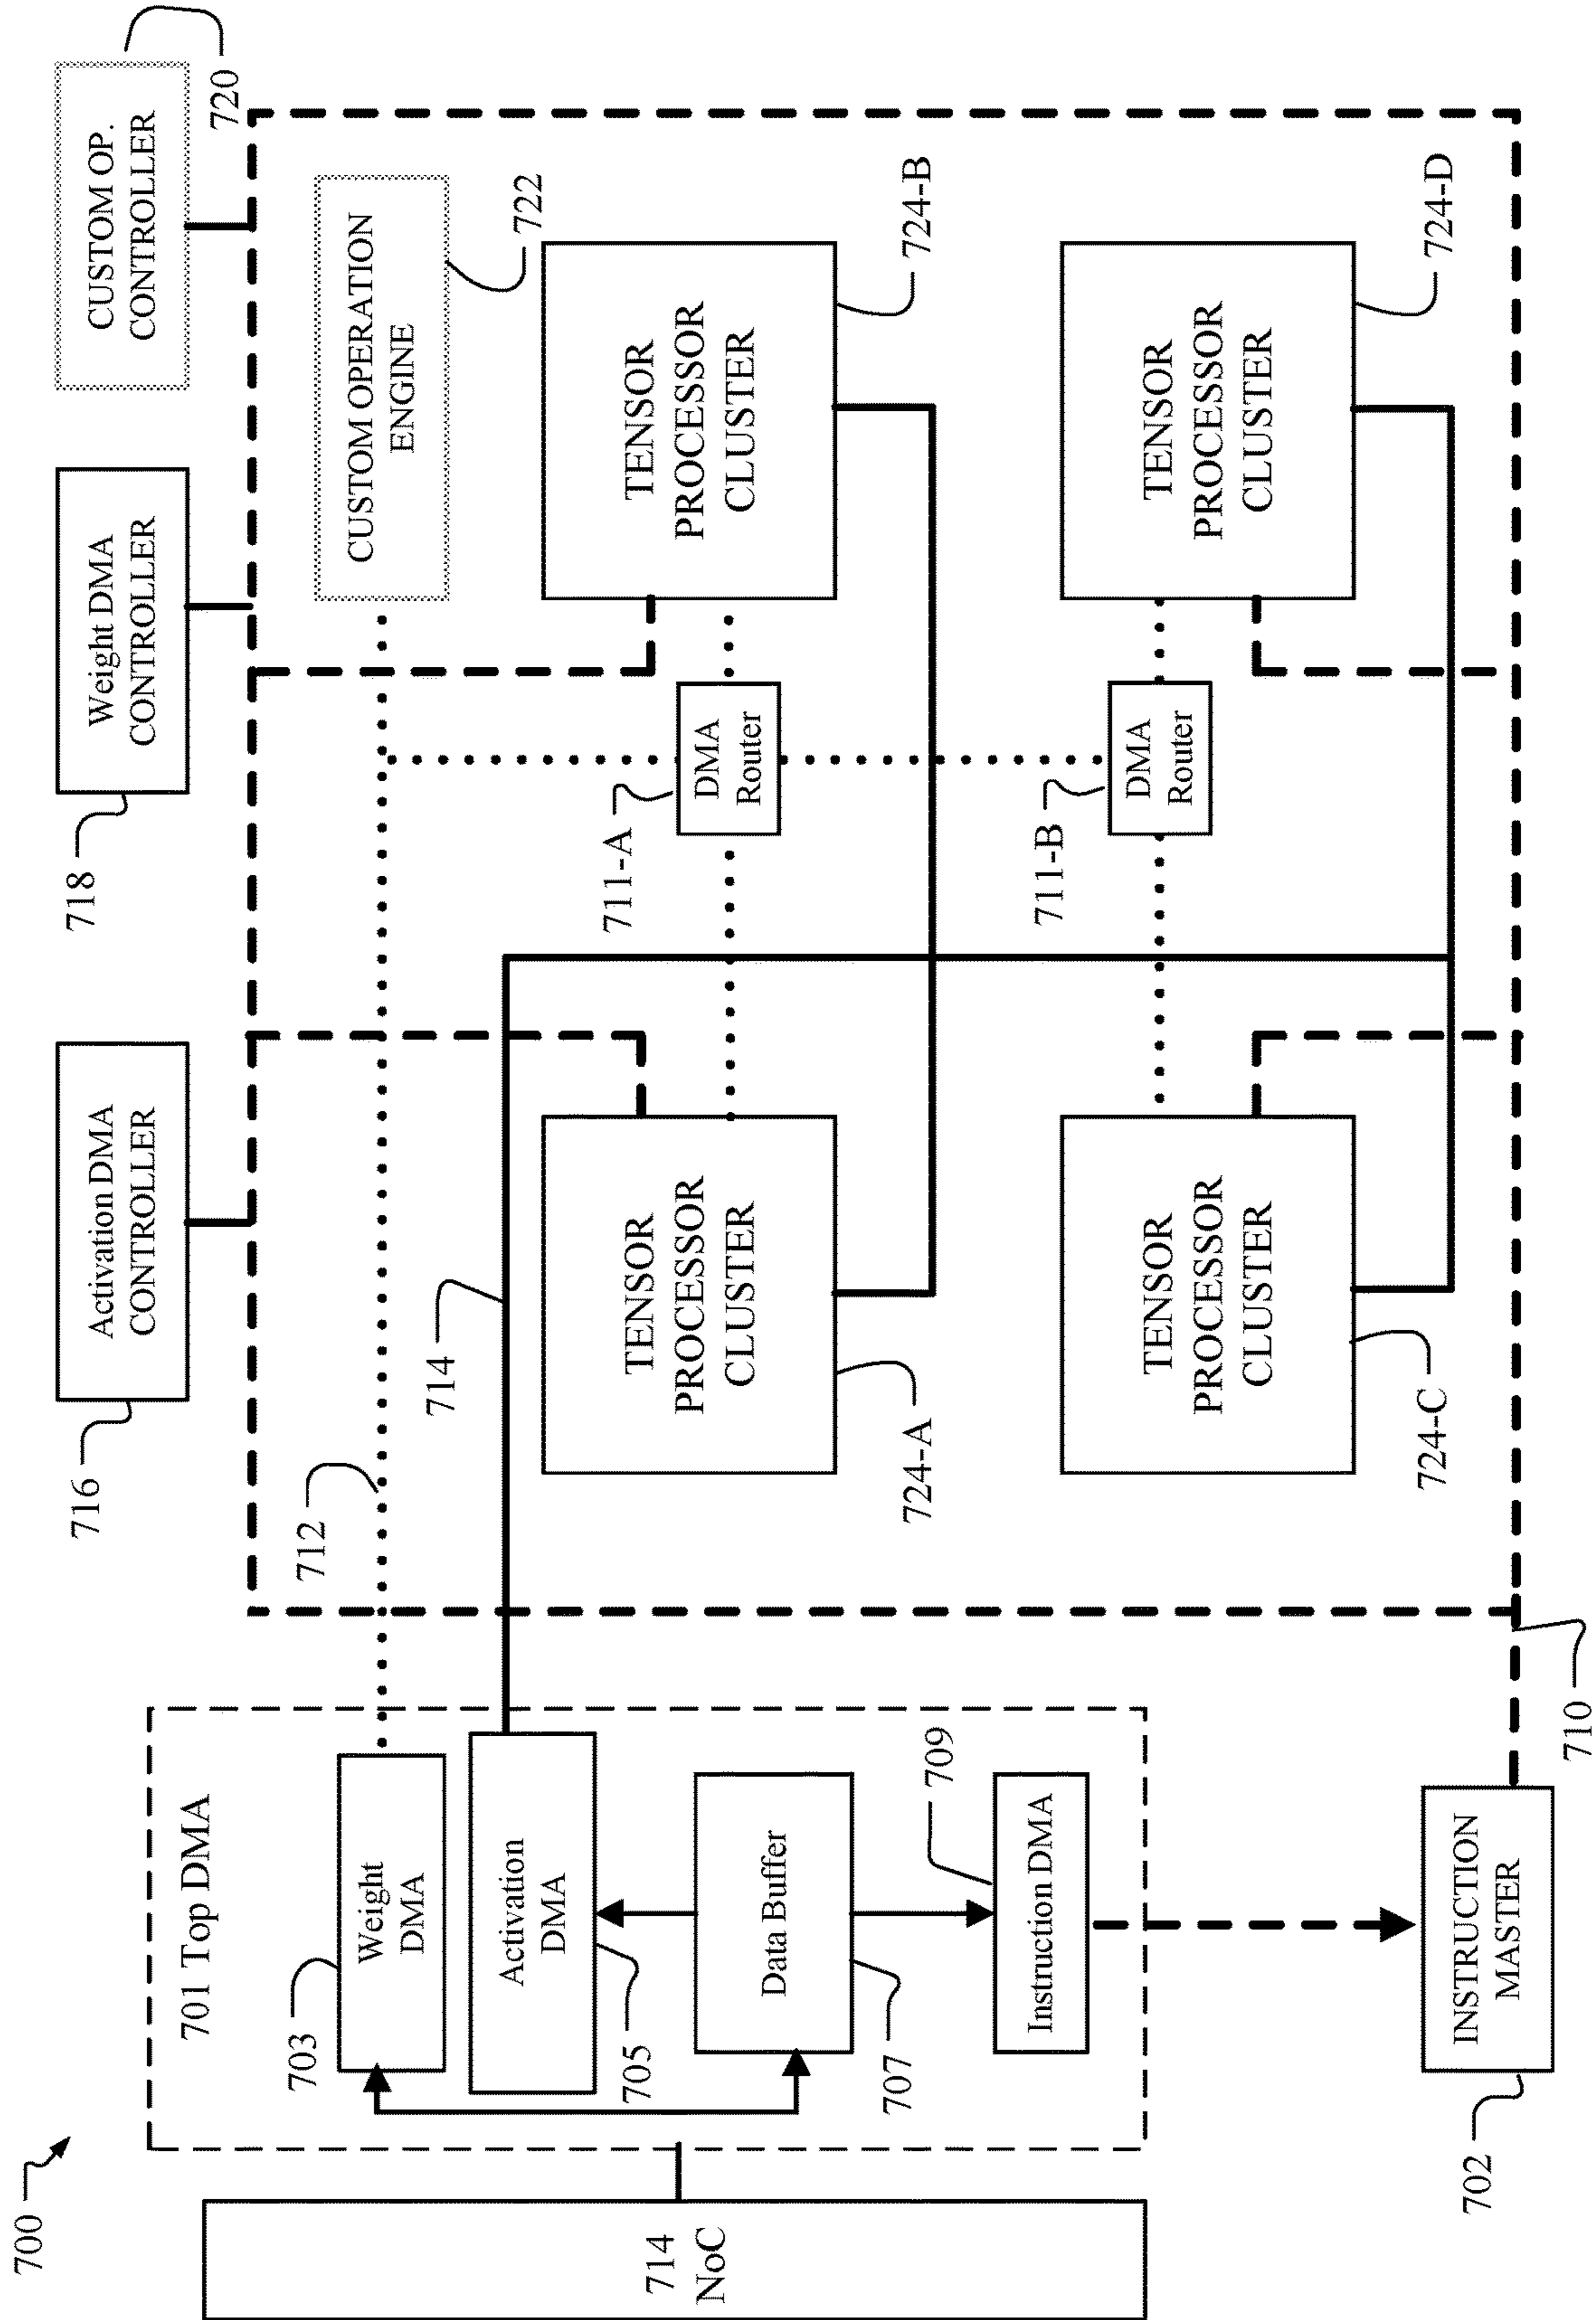 700
714
NoC
701 Top DMA
703
Weight
DMA
Activation
DMA
705
Data Buffer
707
709
Instruction DMA
INSTRUCTION
MASTER
702
710
712
714
716
Activation DMA
CONTROLLER
718
Weight DMA
CONTROLLER
CUSTOM OP.
CONTROLLER
720
CUSTOM OPERATION
ENGINE
722
TENSOR
PROCESSOR
CLUSTER
724-A
711-A
DMA
Router
TENSOR
PROCESSOR
CLUSTER
724-B
TENSOR
PROCESSOR
CLUSTER
724-C
711-B
DMA
Router
TENSOR
PROCESSOR
CLUSTER
724-D